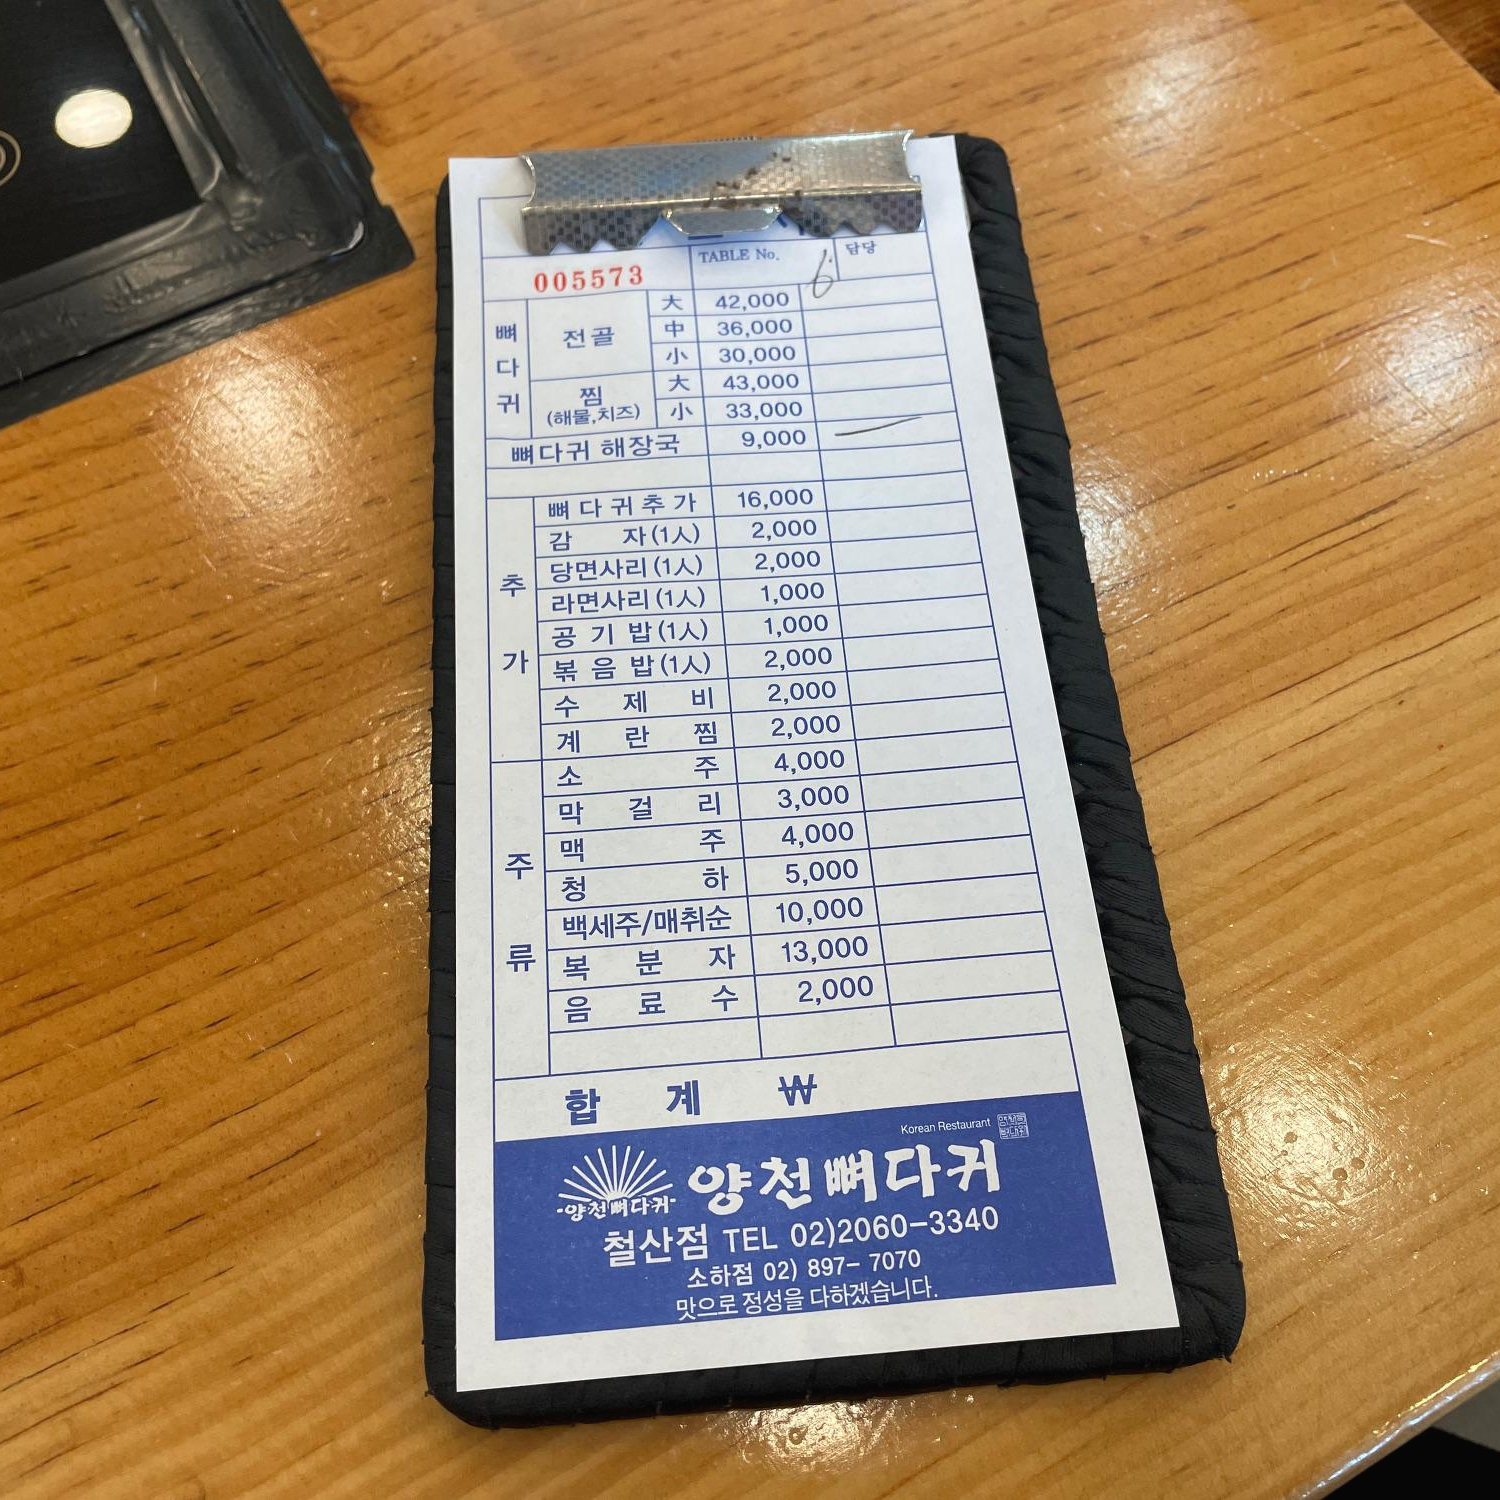 005573 TABLE No. 6 담당
뼈다귀
전골 大 42,000
中 36,000
小 30,000
찜 (해물,치즈) 大 43,000
小 33,000
뼈다귀 해장국 9,000
추가
뼈다귀추가 16,000
감자(1人) 2,000
당면사리(1人) 2,000
라면사리(1人) 1,000
공기밥(1人) 1,000
볶음밥(1人) 2,000
수제비 2,000
계란찜 2,000
주류
소주 4,000
막걸리 3,000
맥주 4,000
청하 5,000
백세주/매취순 10,000
복분자 13,000
음료수 2,000
합계 ₩
Korean Restaurant
-양천뼈다귀- 양천뼈다귀
철산점 TEL 02)2060-3340
소하점 02) 897- 7070
맛으로 정성을 다하겠습니다.